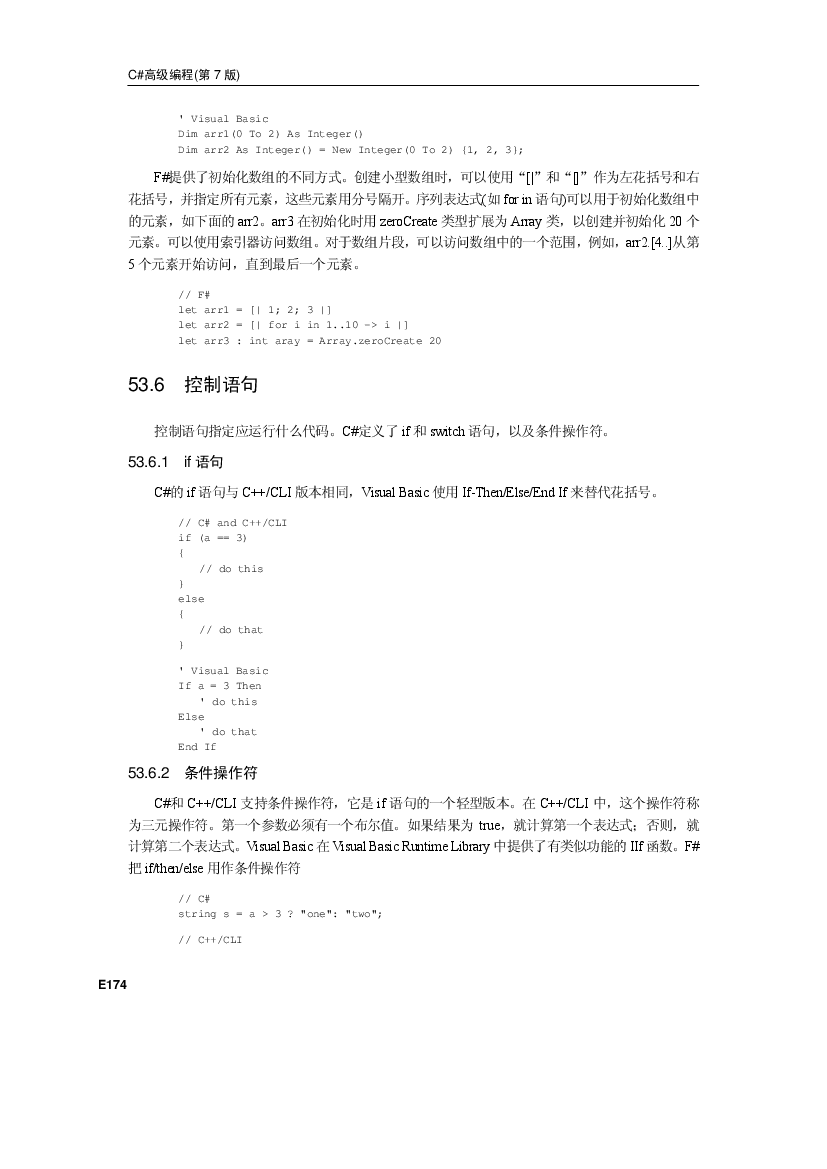 C#高级编程(第 7 版)
' Visual Basic
Dim arr1(0 To 2) As Integer()
Dim arr2 As Integer() = New Integer(0 To 2) {1, 2, 3};
F#提供了初始化数组的不同方式。创建小型数组时，可以使用“[|”和“|]”作为左花括号和右
花括号，并指定所有元素，这些元素用分号隔开。序列表达式(如 for in 语句)可以用于初始化数组中
的元素，如下面的 arr2。arr3 在初始化时用 zeroCreate 类型扩展为 Array 类，以创建并初始化 20 个
元素。可以使用索引器访问数组。对于数组片段，可以访问数组中的一个范围，例如，arr2.[4..]从第
5 个元素开始访问，直到最后一个元素。
// F#
let arr1 = [| 1; 2; 3 |]
let arr2 = [| for i in 1..10 -> i |]
let arr3 : int aray = Array.zeroCreate 20
53.6 控制语句
控制语句指定应运行什么代码。C#定义了 if 和 switch 语句，以及条件操作符。
53.6.1 if 语句
C#的 if 语句与 C++/CLI 版本相同，Visual Basic 使用 If-Then/Else/End If 来替代花括号。
// C# and C++/CLI
if (a == 3)
{
// do this
}
else
{
// do that
}
' Visual Basic
If a = 3 Then
' do this
Else
' do that
End If
53.6.2 条件操作符
C#和 C++/CLI 支持条件操作符，它是 if 语句的一个轻型版本。在 C++/CLI 中，这个操作符称
为三元操作符。第一个参数必须有一个布尔值。如果结果为 true，就计算第一个表达式；否则，就
计算第二个表达式。Visual Basic 在 Visual Basic Runtime Library 中提供了有类似功能的 IIf 函数。F#
把 if/then/else 用作条件操作符
// C#
string s = a > 3 ? "one": "two";
// C++/CLI
E174